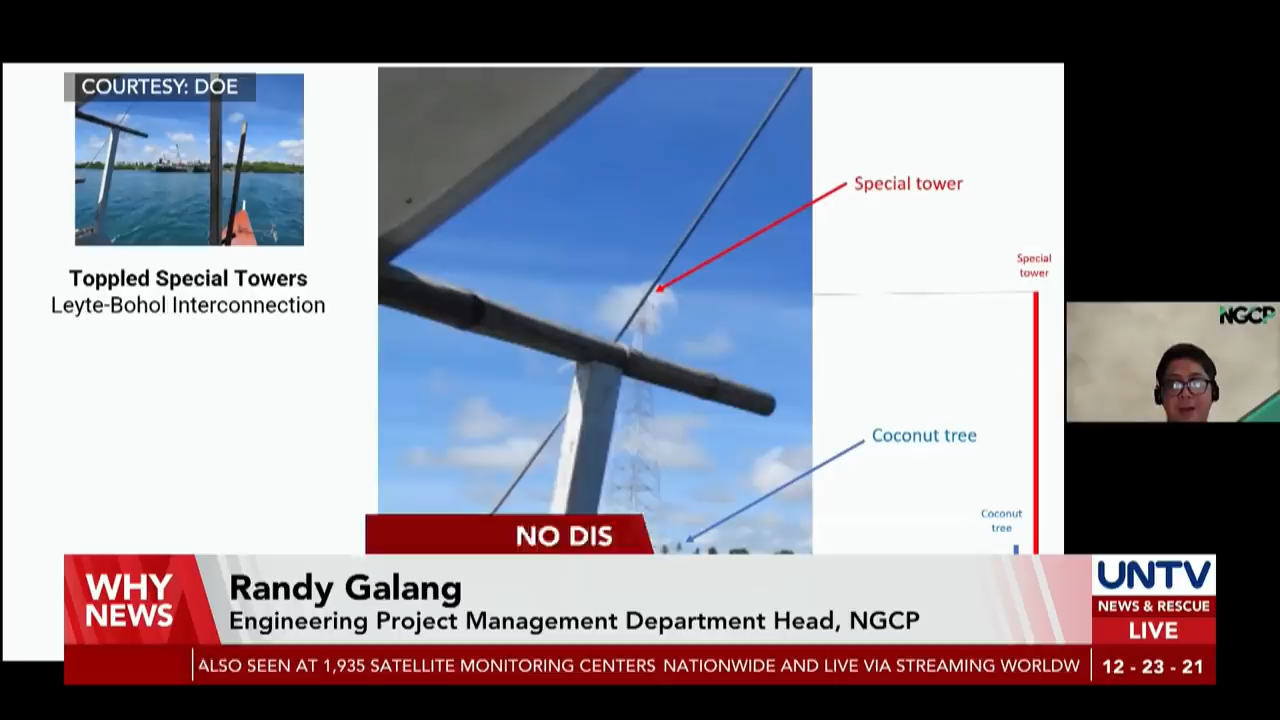 COURTESY: DOE
Toppled Special Towers
Leyte-Bohol Interconnection
Special tower
Special
tower
Coconut tree
Coconut
tree
NGCP
NO DIS
WHY
NEWS
Randy Galang
Engineering Project Management Department Head, NGCP
UNTV
NEWS & RESCUE
LIVE
ALSO SEEN AT 1,935 SATELLITE MONITORING CENTERS NATIONWIDE AND LIVE VIA STREAMING WORLDW
12 - 23 - 21